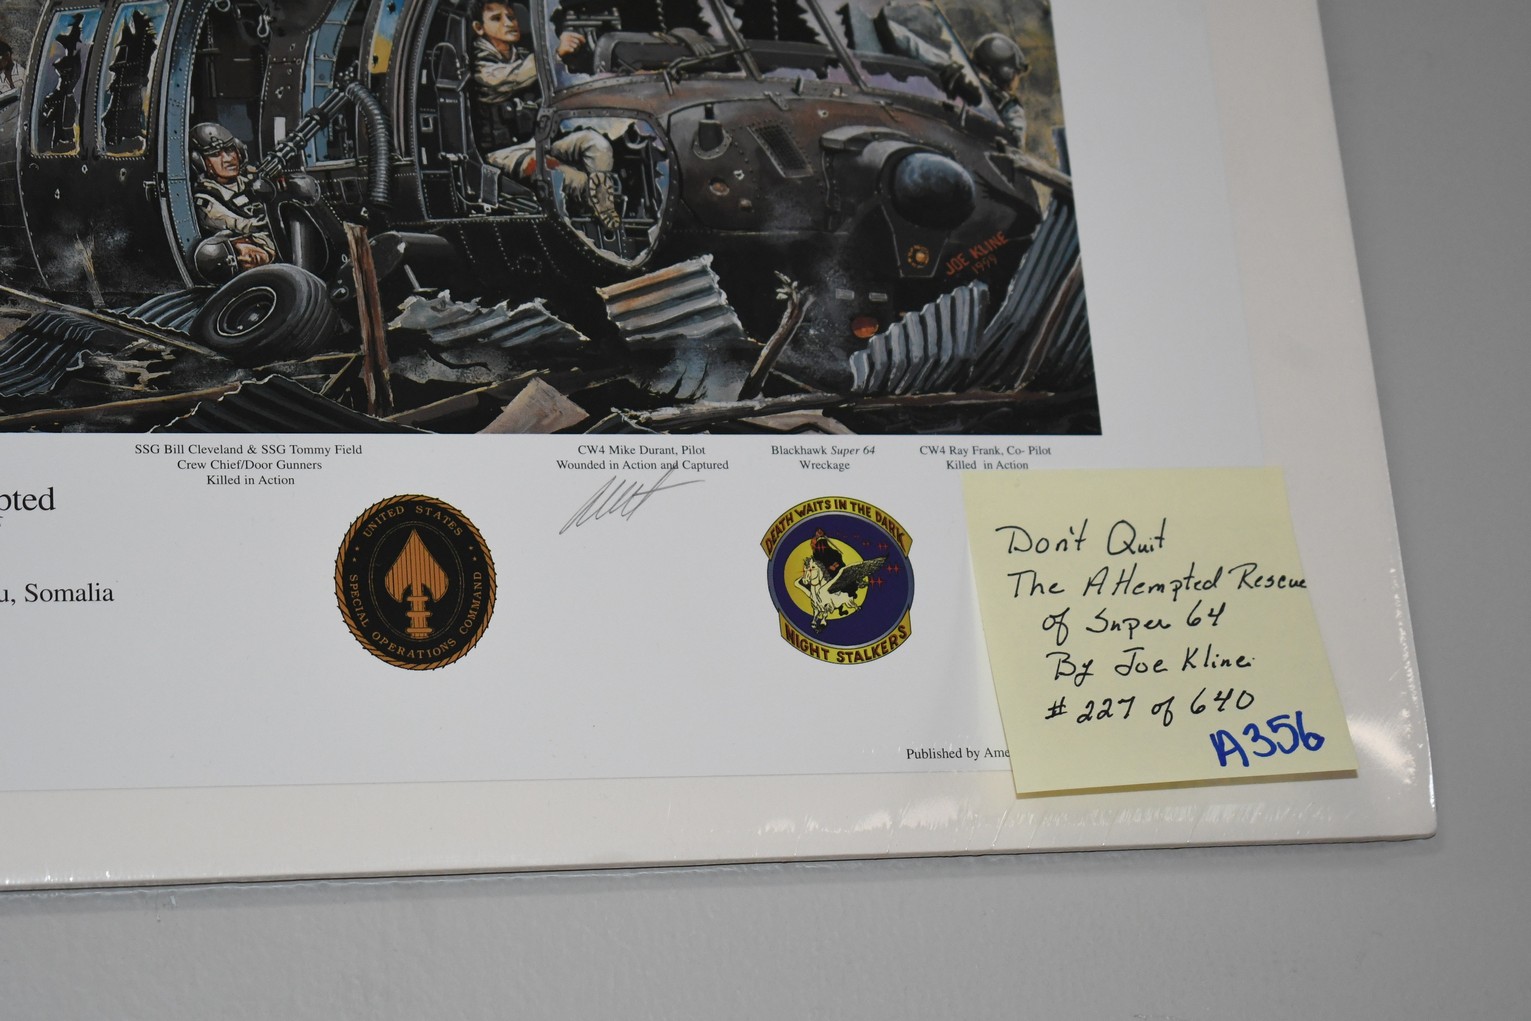 JOE KLINE
1999
SSG Bill Cleveland & SSG Tommy Field
Crew Chief/Door Gunners
Killed in Action
CW4 Mike Durant, Pilot
Wounded in Action and Captured
Blackhawk Super 64
Wreckage
CW4 Ray Frank, Co- Pilot
Killed in Action
pted
u, Somalia
UNITED STATES
SPECIAL OPERATIONS COMMAND
DEATH WAITS IN THE DARK
NIGHT STALKERS
Don't Quit
The Attempted Rescue
of Super 64
By Joe Kline
# 227 of 640
A356
Published by Ame